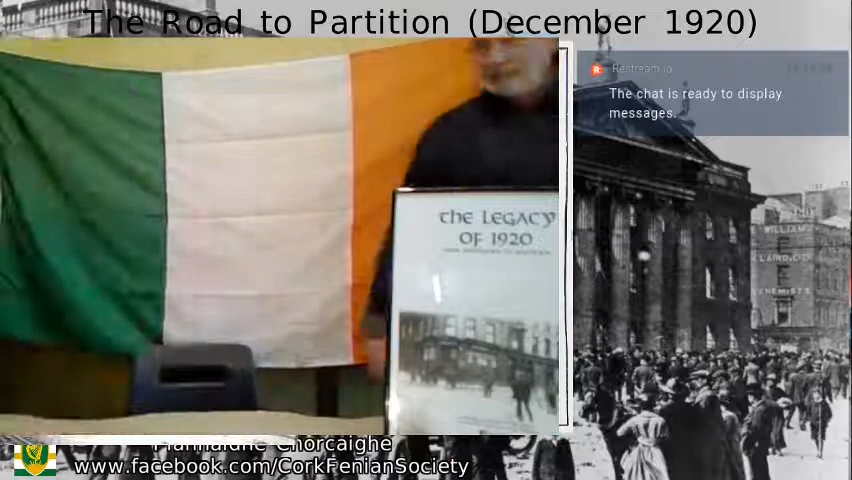 The Road to Partition (December 1920)
Restream.io
The chat is ready to display
messages.
THE LEGACY
OF 1920
WILLIAM
CHEMISTS
Chorcaighe
www.facebook.com/CorkFenianSociety